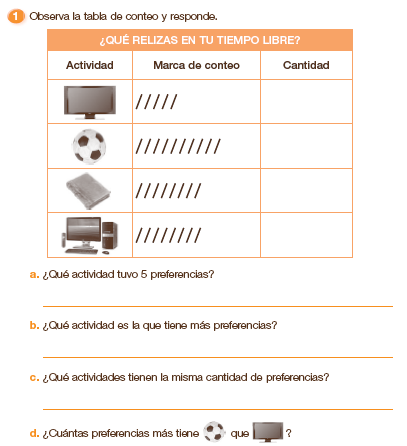 1 Observa la tabla de conteo y responde.
¿QUÉ RELIZAS EN TU TIEMPO LIBRE?
Actividad Marca de conteo Cantidad
/////
//////////
////////
////////
a. ¿Qué actividad tuvo 5 preferencias?
b. ¿Qué actividad es la que tiene más preferencias?
c. ¿Qué actividades tienen la misma cantidad de preferencias?
d. ¿Cuántas preferencias más tiene que ?